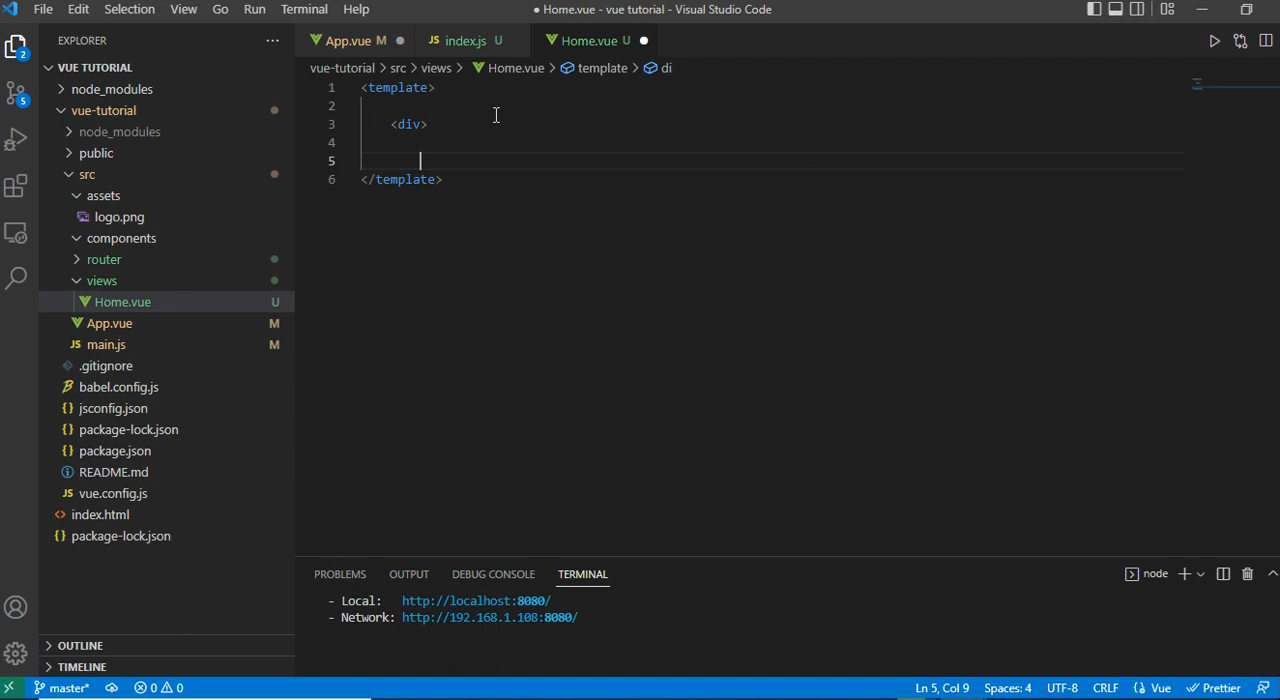 File Edit Selection View Go Run Terminal Help
● Home.vue - vue tutorial - Visual Studio Code
EXPLORER
VUE TUTORIAL
node_modules
vue-tutorial
node_modules
public
src
assets
logo.png
components
router
views
Home.vue U
App.vue M
JS main.js M
.gitignore
babel.config.js
{} jsconfig.json
{} package-lock.json
{} package.json
README.md
JS vue.config.js
<> index.html
{} package-lock.json
OUTLINE
TIMELINE
2
5
App.vue M ●
JS index.js U
Home.vue U ●
vue-tutorial > src > views > Home.vue > template > di
1 <template>
2
3 <div>
4
5
6 </template>
PROBLEMS OUTPUT DEBUG CONSOLE TERMINAL
node
- Local: http://localhost:8080/
- Network: http://192.168.1.108:8080/
master* 0 0
Ln 5, Col 9 Spaces: 4 UTF-8 CRLF {} Vue Prettier